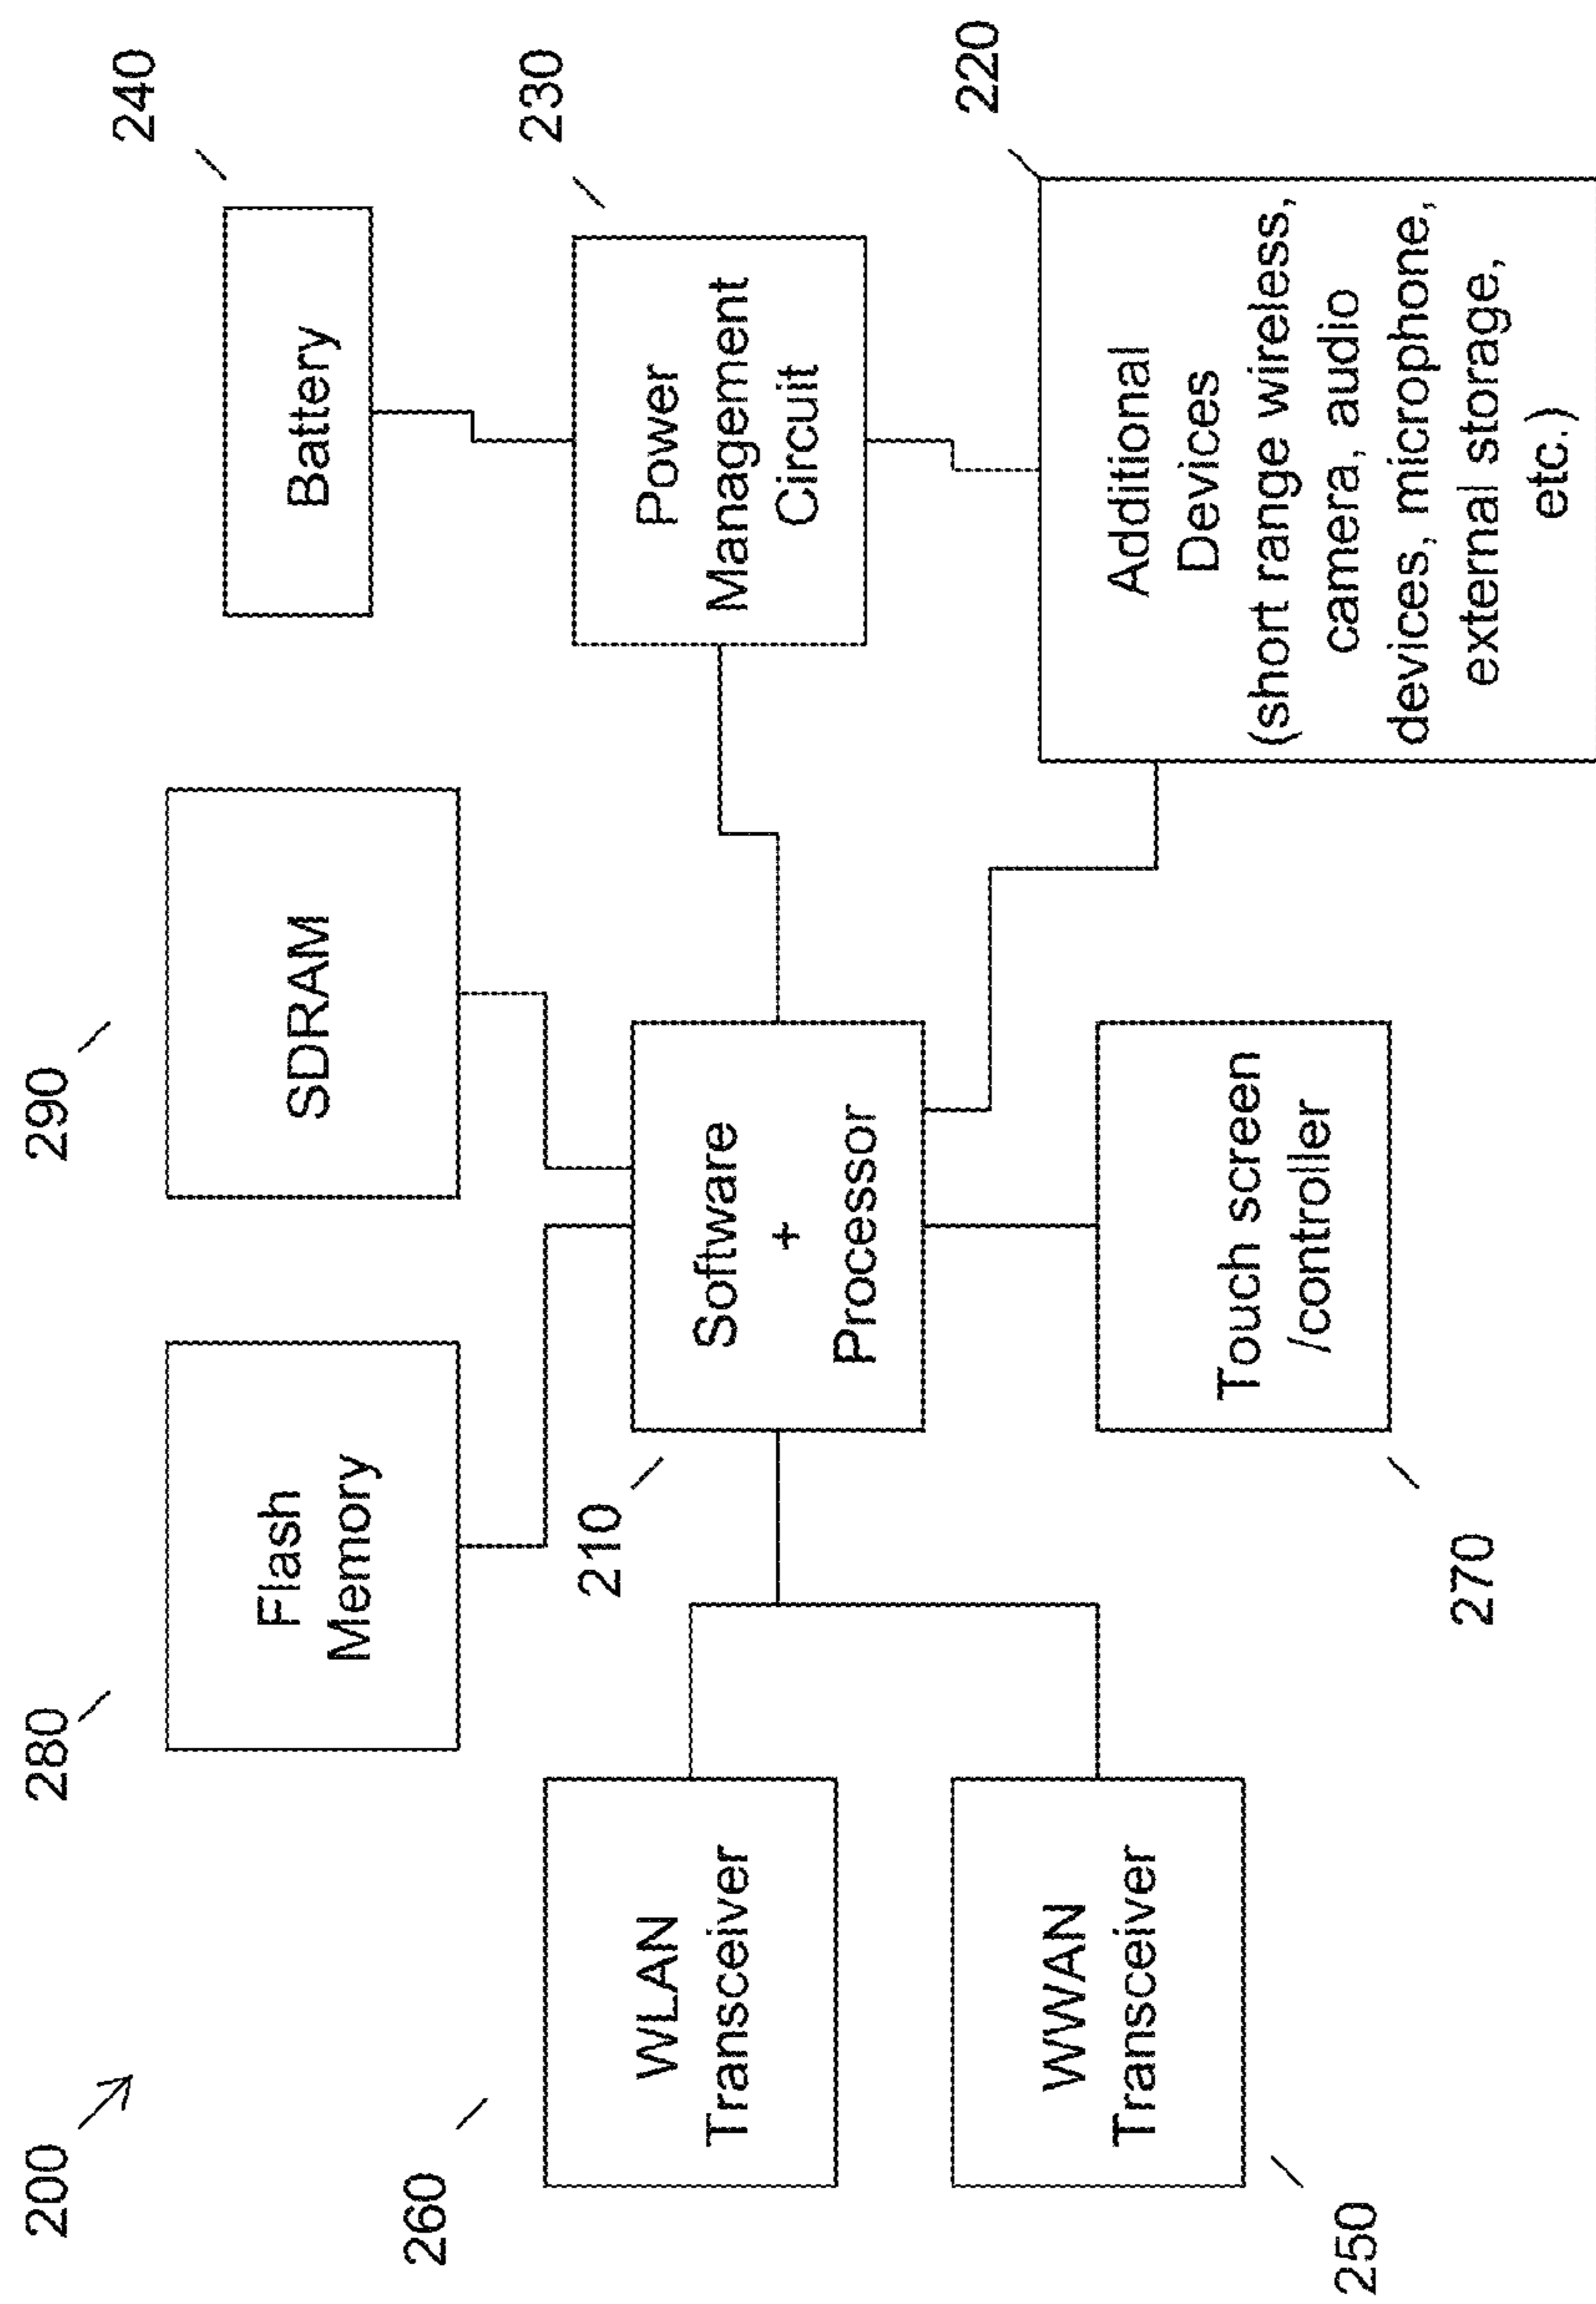 200
280
290
240
Flash
Memory
SDRAM
Battery
260
210
230
WLAN
Transceiver
Software
+
Processor
Power
Management
Circuit
WWAN
Transceiver
250
Touch screen
/controller
270
220
Additional
Devices
(short range wireless,
camera, audio
devices, microphone,
external storage,
etc.)